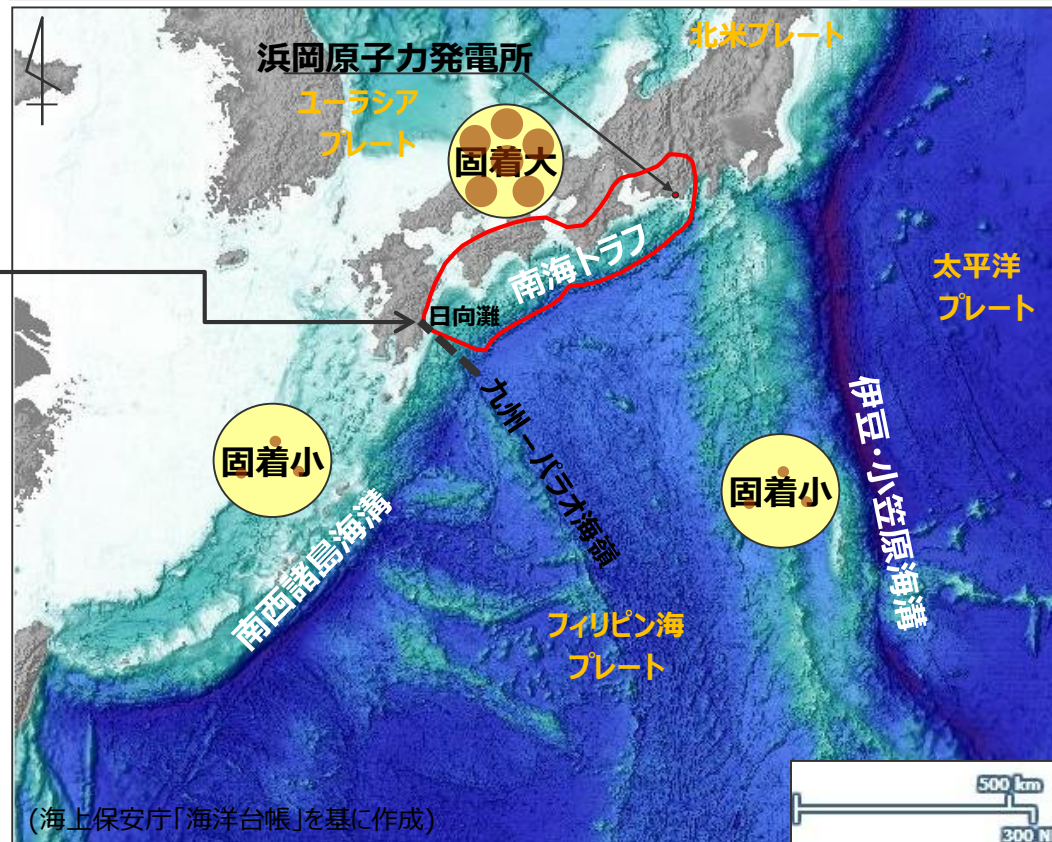 北米プレート
浜岡原子力発電所
ユーラシア
プレート
固着大
南海トラフ
太平洋
プレート
日向灘
九州－パラオ海嶺
伊豆・小笠原海溝
固着小
固着小
南西諸島海溝
フィリピン海
プレート
(海上保安庁「海洋台帳」を基に作成)
500 km
300 N